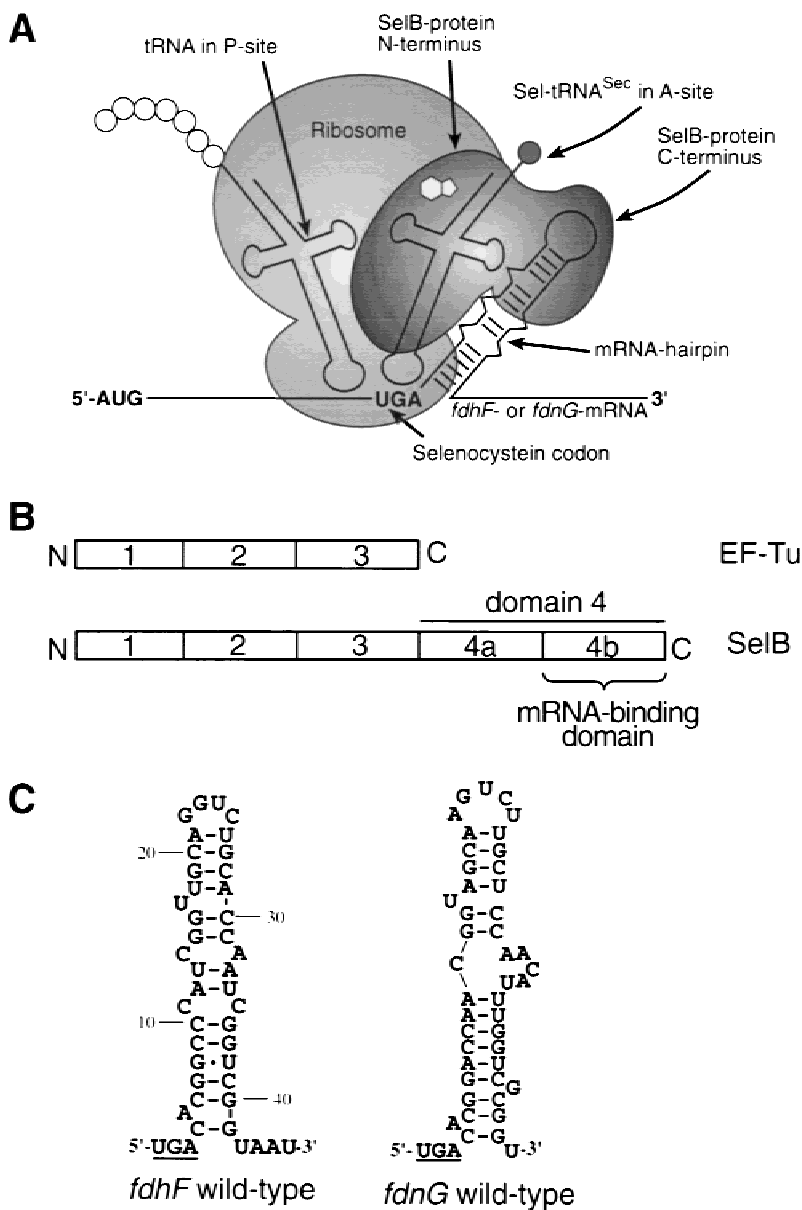 A
tRNA in P-site
SelB-protein
N-terminus
Sel-tRNASec in A-site
SelB-protein
C-terminus
Ribosome
mRNA-hairpin
5'-AUG
UGA
3'
fdhF- or fdnG-mRNA
Selenocystein codon
B
N 1 2 3 C EF-Tu
domain 4
N 1 2 3 4a 4b C SelB
mRNA-binding
domain
C
G G U C
A-U
20 C-G
G-C
U-A
U
G-C 30
G-C
C A
U-A
A-U
C C
10 C-G
C-G
G·U
G-C
C-G 40
A
5'-UGA C G UAAU-3'
fdhF wild-type
A G U C U
A-U
C-G
G-C
A-U
U
G-C
G-C
A A
C C
U A
A-U
A-U
C-G
C-G
A-U
G-C
G
G-C
C-G
A
5'-UGA C-G U-3'
fdnG wild-type